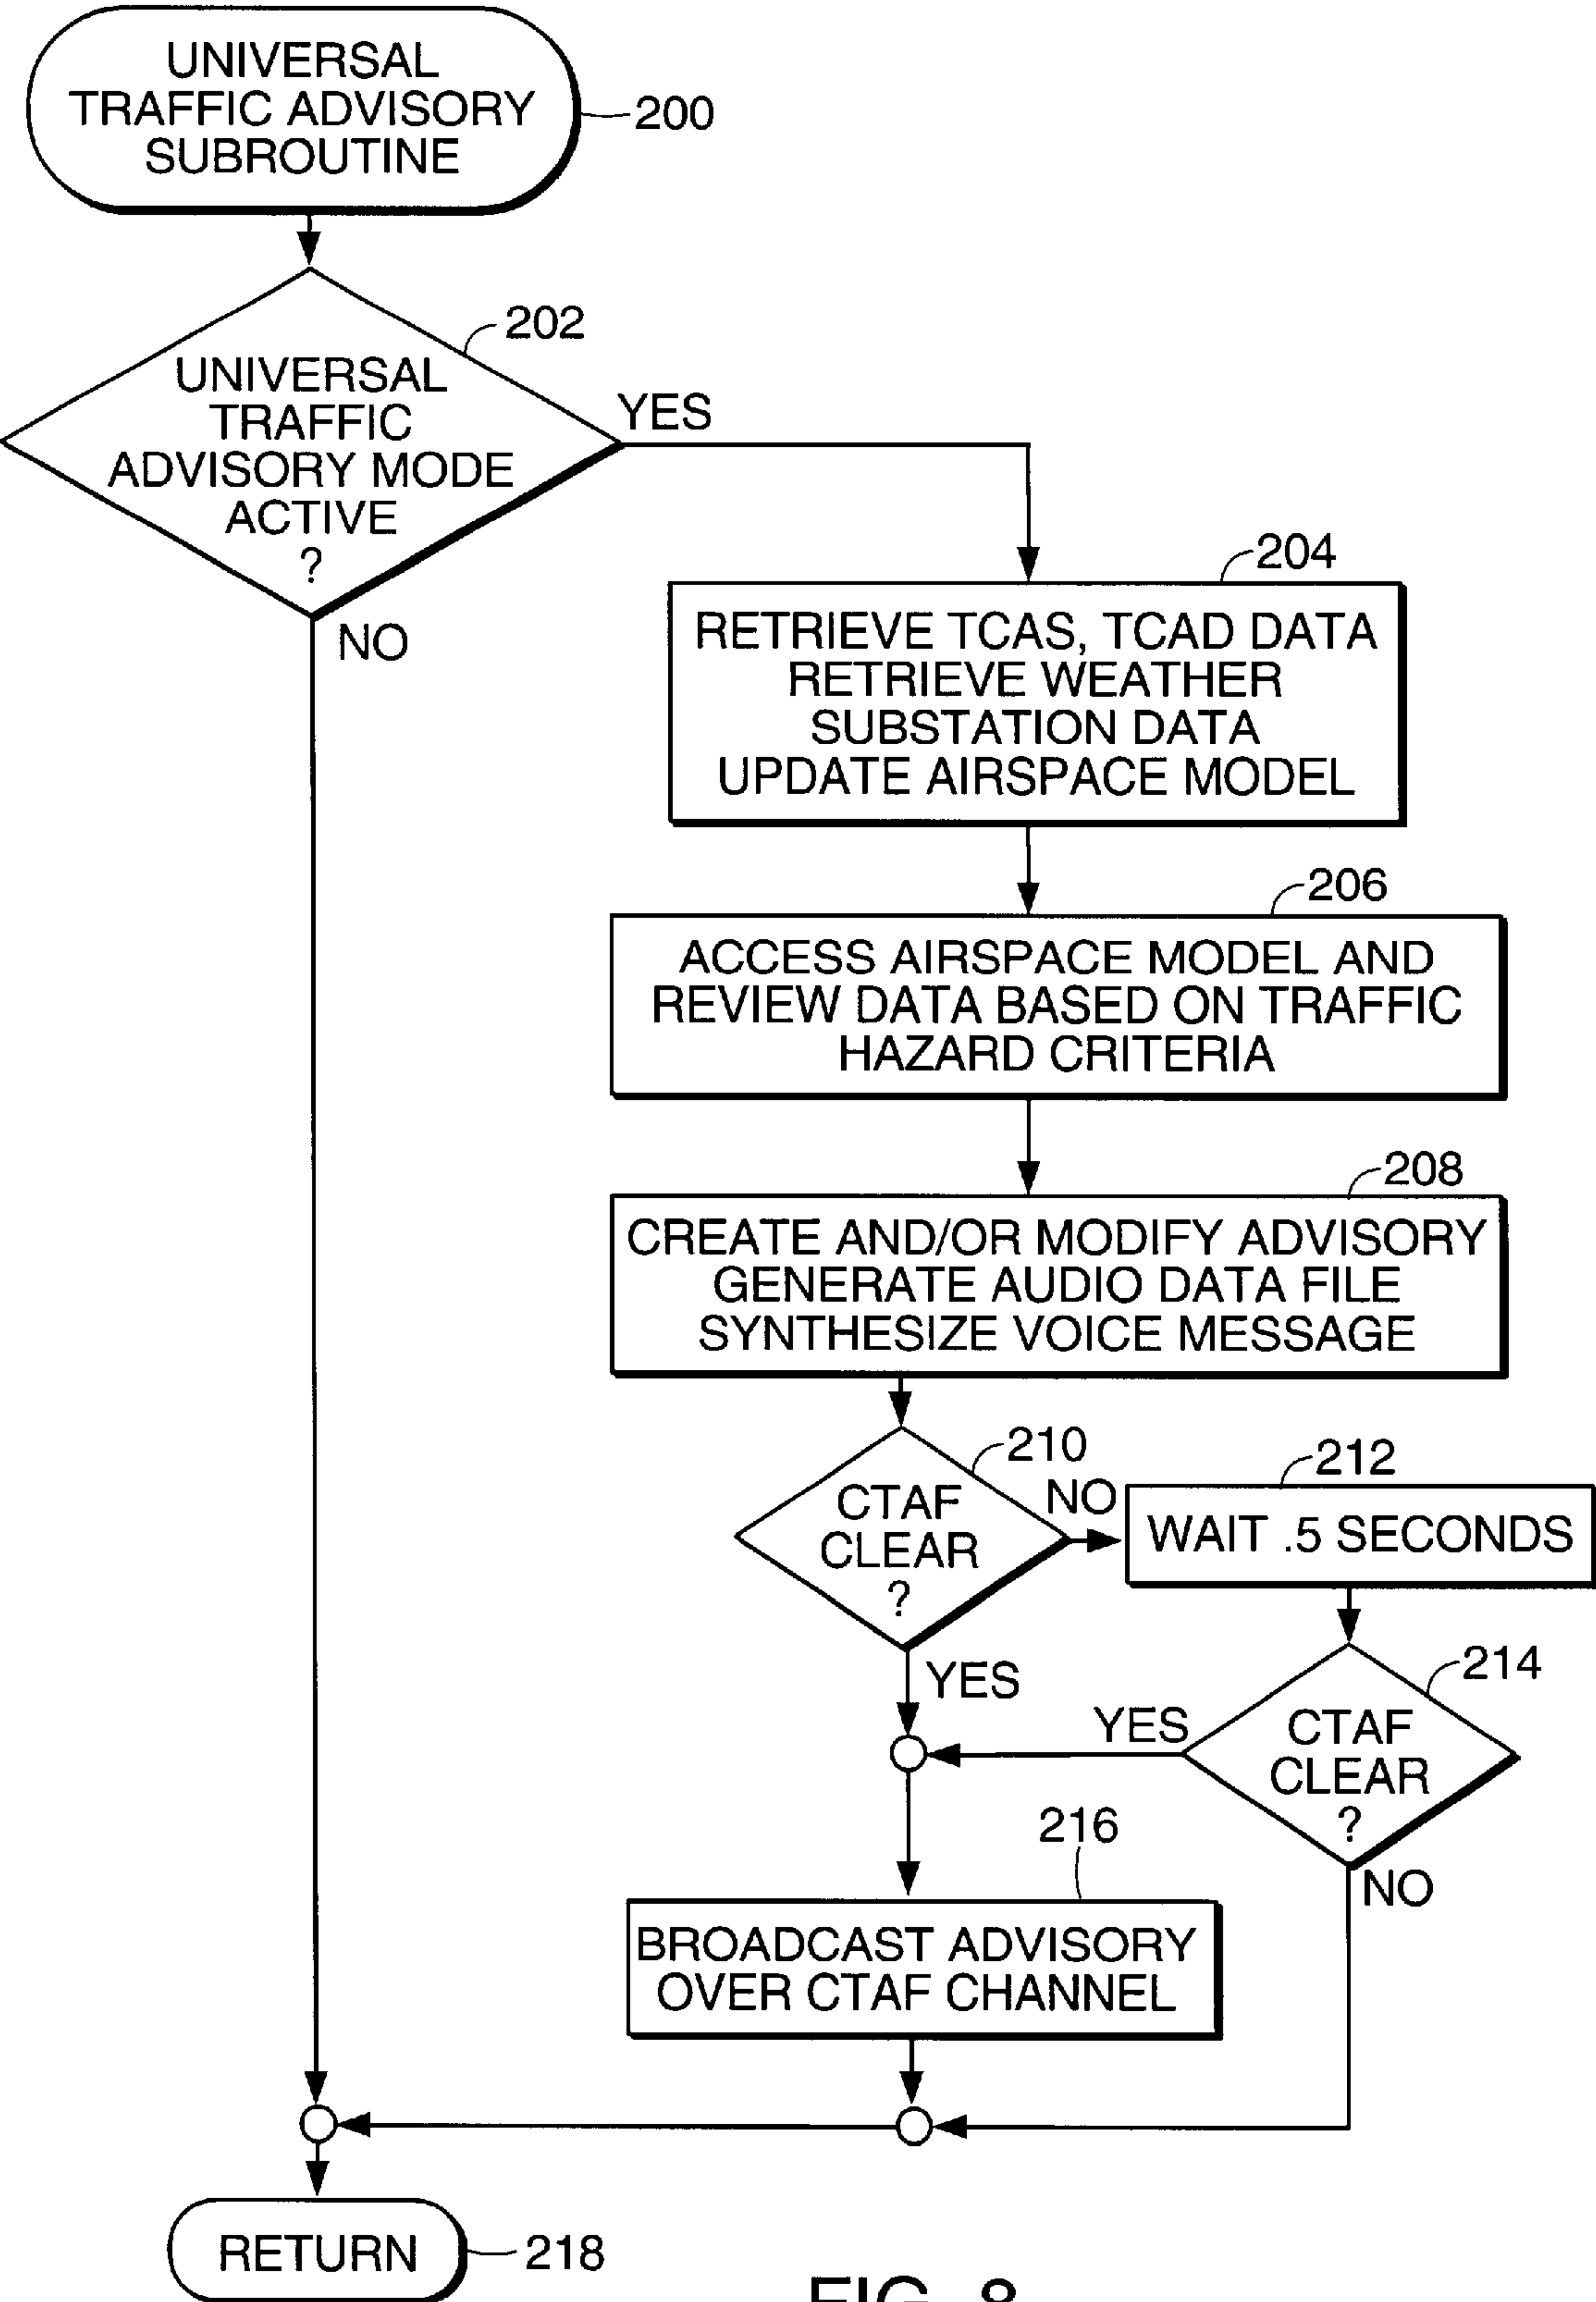 UNIVERSAL
TRAFFIC ADVISORY
SUBROUTINE
200
202
UNIVERSAL
TRAFFIC
ADVISORY MODE
ACTIVE
?
YES
NO
204
RETRIEVE TCAS, TCAD DATA
RETRIEVE WEATHER
SUBSTATION DATA
UPDATE AIRSPACE MODEL
206
ACCESS AIRSPACE MODEL AND
REVIEW DATA BASED ON TRAFFIC
HAZARD CRITERIA
208
CREATE AND/OR MODIFY ADVISORY
GENERATE AUDIO DATA FILE
SYNTHESIZE VOICE MESSAGE
210
CTAF
CLEAR
?
NO
212
WAIT .5 SECONDS
YES
214
CTAF
CLEAR
?
YES
NO
216
BROADCAST ADVISORY
OVER CTAF CHANNEL
RETURN
218
FIG. 8